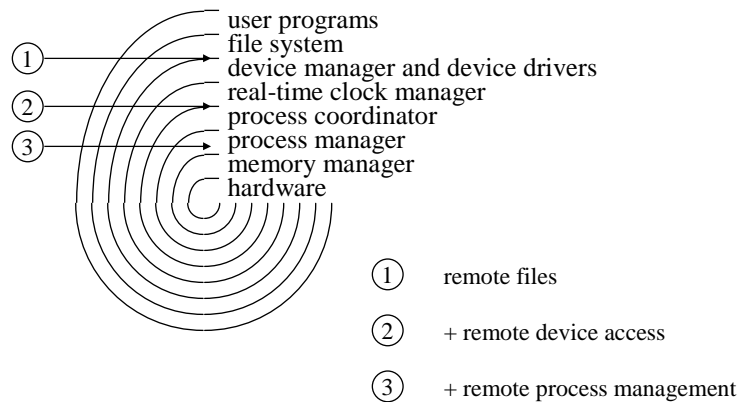 user programs
file system
1
device manager and device drivers
real-time clock manager
2
process coordinator
3
process manager
memory manager
hardware
1 remote files
2 + remote device access
3 + remote process management